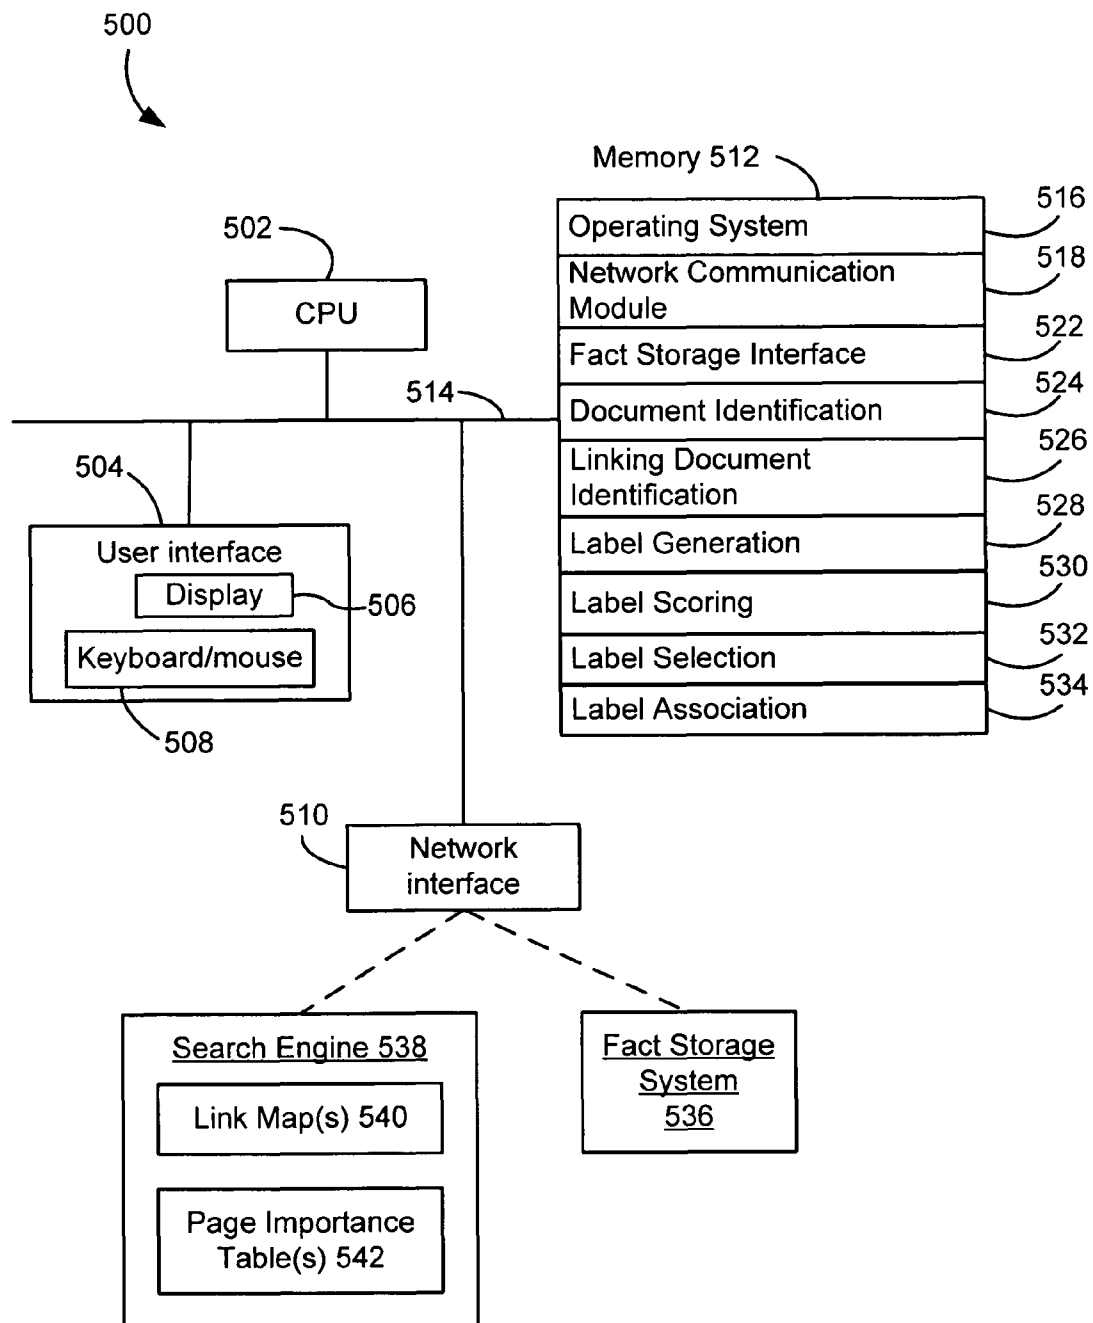 500
Memory 512
Operating System
516
Network Communication
Module
518
Fact Storage Interface
522
Document Identification
524
Linking Document
Identification
526
Label Generation
528
Label Scoring
530
Label Selection
532
Label Association
534
502
CPU
514
504
User interface
Display
506
Keyboard/mouse
508
510
Network
interface
Search Engine 538
Link Map(s) 540
Page Importance
Table(s) 542
Fact Storage
System
536